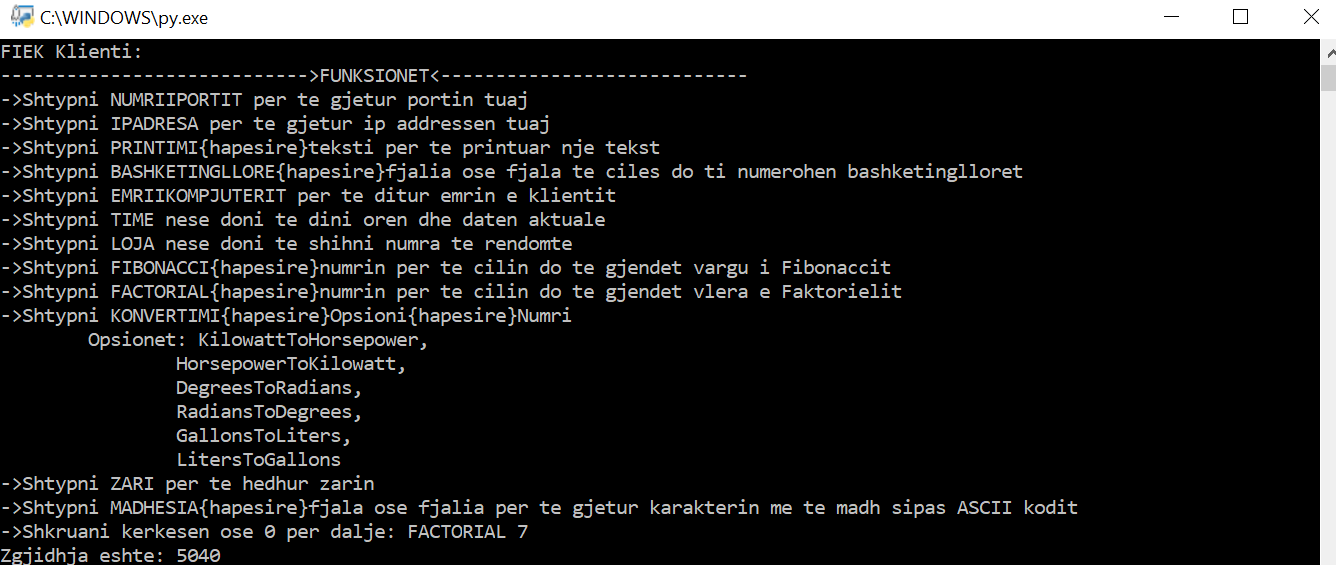 C:\WINDOWS\py.exe
FIEK Klienti:
---------------------------->FUNKSIONET<----------------------------
->Shtypni NUMRIIPORTIT per te gjetur portin tuaj
->Shtypni IPADRESA per te gjetur ip addressen tuaj
->Shtypni PRINTIMI{hapesire}teksti per te printuar nje tekst
->Shtypni BASHKETINGLLORE{hapesire}fjalia ose fjala te ciles do ti numerohen bashketinglloret
->Shtypni EMRIIKOMPJUTERIT per te ditur emrin e klientit
->Shtypni TIME nese doni te dini oren dhe daten aktuale
->Shtypni LOJA nese doni te shihni numra te rendomte
->Shtypni FIBONACCI{hapesire}numrin per te cilin do te gjendet vargu i Fibonaccit
->Shtypni FACTORIAL{hapesire}numrin per te cilin do te gjendet vlera e Faktorielit
->Shtypni KONVERTIMI{hapesire}Opsioni{hapesire}Numri
Opsionet: KilowattToHorsepower,
HorsepowerToKilowatt,
DegreesToRadians,
RadiansToDegrees,
GallonsToLiters,
LitersToGallons
->Shtypni ZARI per te hedhur zarin
->Shtypni MADHESIA{hapesire}fjala ose fjalia per te gjetur karakterin me te madh sipas ASCII kodit
->Shkruani kerkesen ose 0 per dalje: FACTORIAL 7
Zgjidhja eshte: 5040